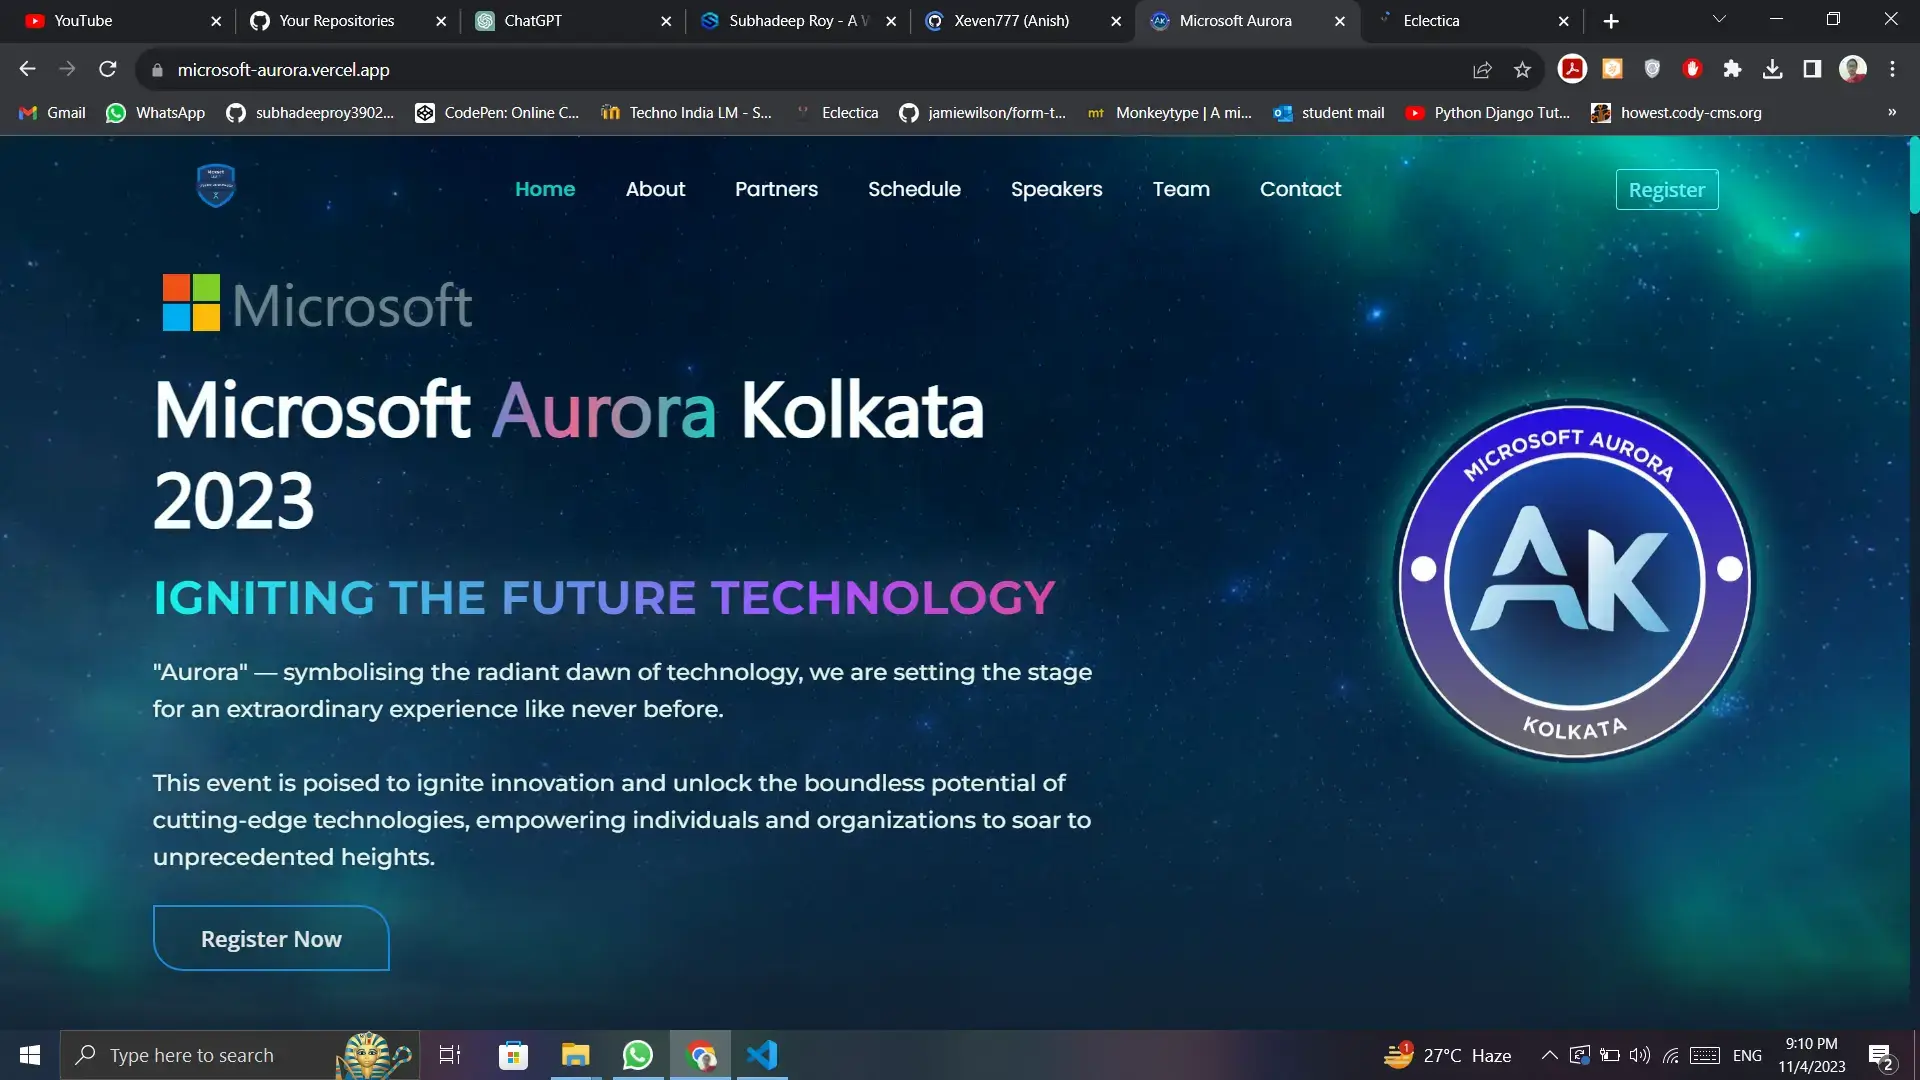 YouTube
Your Repositories
ChatGPT
Subhadeep Roy - A
Xeven777 (Anish)
Microsoft Aurora
Eclectica
microsoft-aurora.vercel.app
Gmail
WhatsApp
subhadeeproy3902...
CodePen: Online C...
Techno India LM - S...
Eclectica
jamiewilson/form-t...
mt
Monkeytype | A mi...
student mail
Python Django Tut...
howest.cody-cms.org
»
Home
About
Partners
Schedule
Speakers
Team
Contact
Register
Microsoft
Microsoft Aurora Kolkata
2023
IGNITING THE FUTURE TECHNOLOGY
"Aurora" — symbolising the radiant dawn of technology, we are setting the stage
for an extraordinary experience like never before.
This event is poised to ignite innovation and unlock the boundless potential of
cutting-edge technologies, empowering individuals and organizations to soar to
unprecedented heights.
Register Now
MICROSOFT AURORA
AK
KOLKATA
Type here to search
1
27°C Haze
ENG
9:10 PM
11/4/2023
2